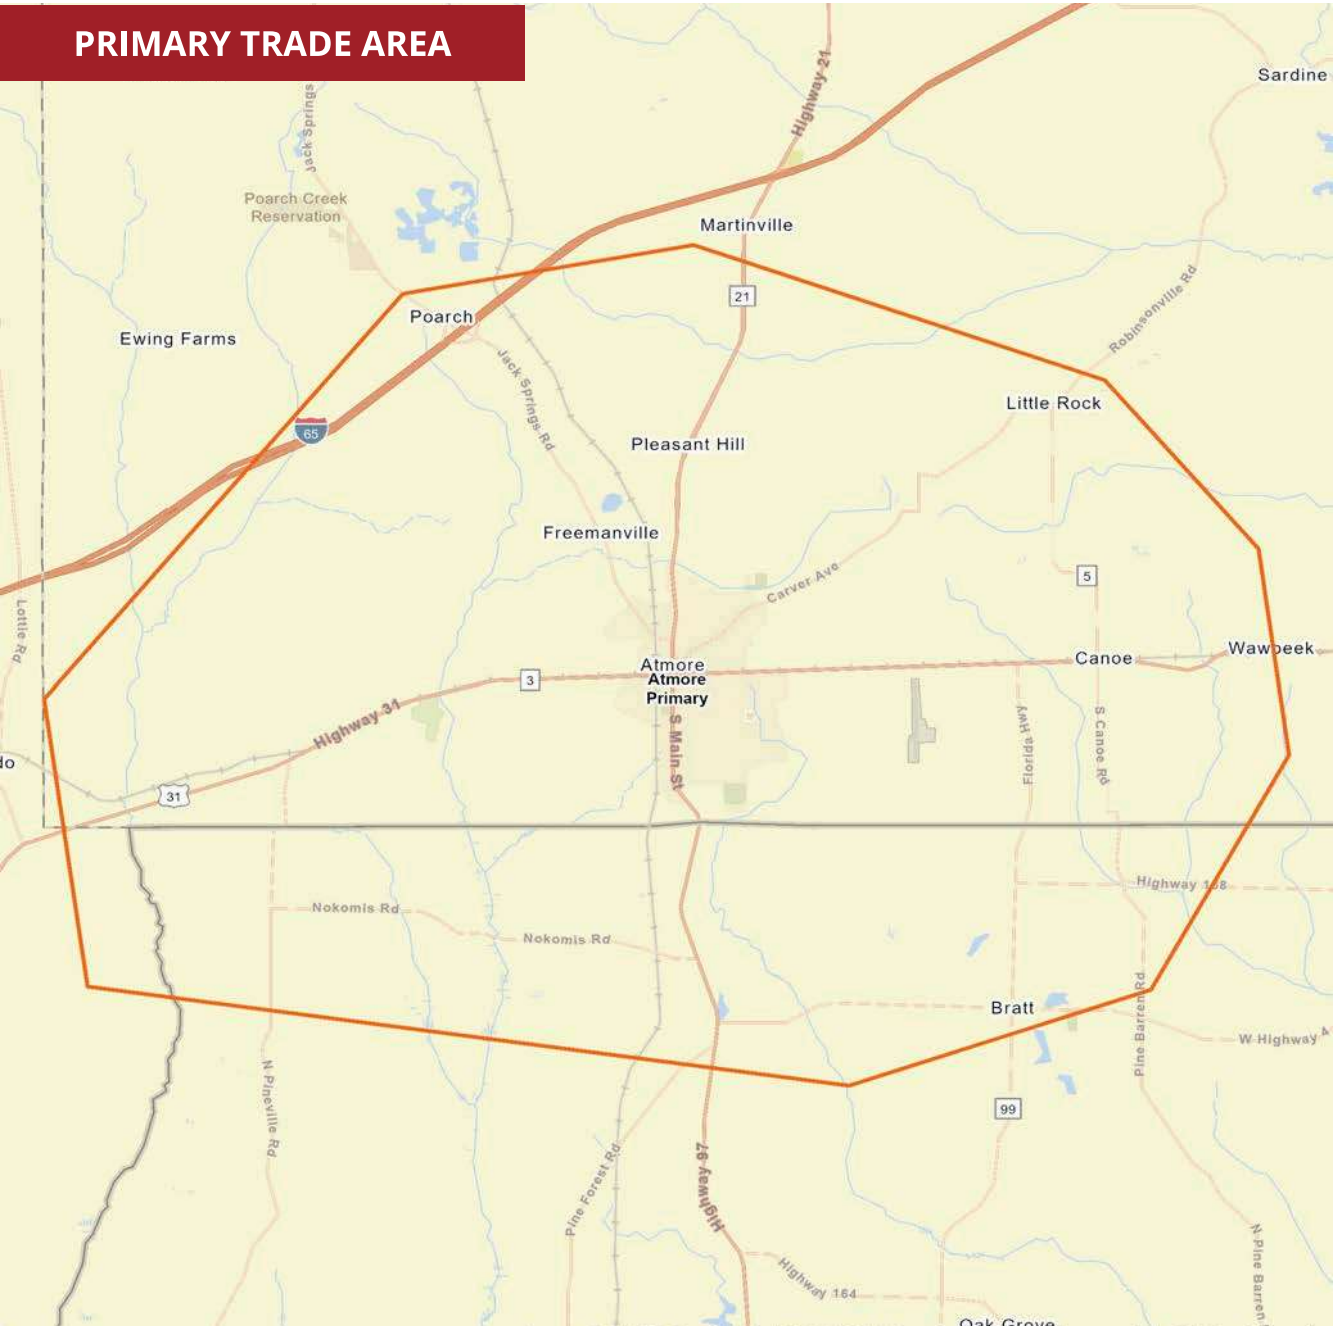 PRIMARY TRADE AREA
Highway 21
Sardine
Jack Springs
Poarch Creek
Reservation
Martinville
21
Robinsonville Rd
Poarch
Ewing Farms
Jack Springs Rd
Little Rock
65
Pleasant Hill
Freemanville
Carver Ave
5
Lottie Rd
Wawbeek
Canoe
Atmore
Atmore
Primary
3
Highway 31
S Main St
Florida Hwy
S Canoe Rd
do
31
Highway 168
Nokomis Rd
Nokomis Rd
Bratt
Pine Barren Rd
W Highway 4
N Pineville Rd
99
Pine Forest Rd
Highway 97
N Pine Barren
Highway 164
Oak Grove